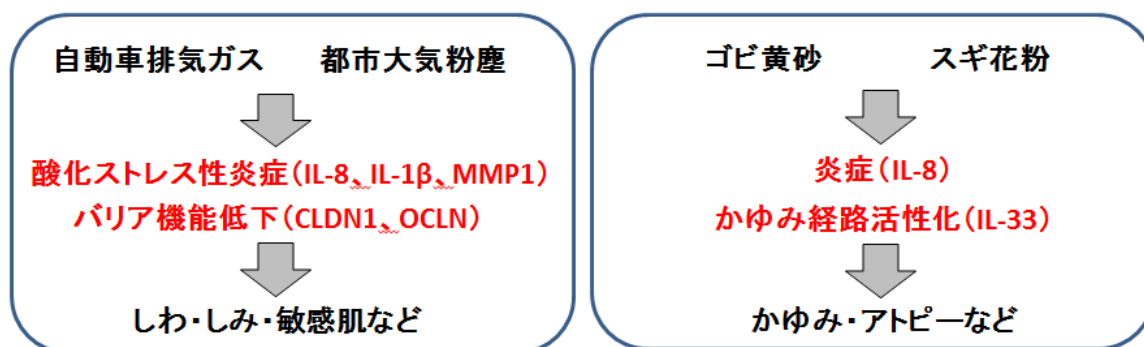 自動車排気ガス　都市大気粉塵
酸化ストレス性炎症（IL-8、IL-1β、MMP1）
バリア機能低下（CLDN1、OCLN）
しわ・しみ・敏感肌など
ゴビ黄砂　スギ花粉
炎症（IL-8）
かゆみ経路活性化（IL-33）
かゆみ・アトピーなど